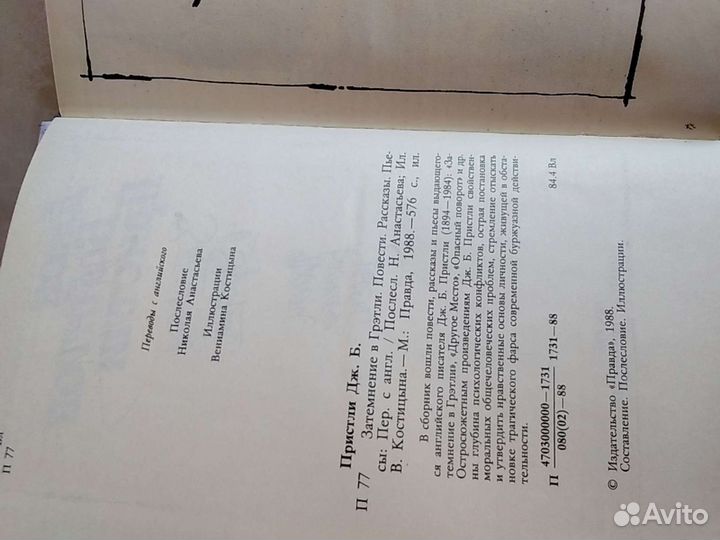 84
П 77
Переводы с английского
Послесловие
Николая Анастасьева
Иллюстрации
Вениамина Костицына
Пристли Дж. Б.
П 77 Затемнение в Грэтли. Повести. Рассказы. Пье-
сы: Пер. с англ. / Послесл. Н. Анастасьева; Ил.
В. Костицына. — М.: Правда, 1988. — 576 с., ил.
В сборник вошли повести, рассказы и пьесы выдающего-
ся английского писателя Дж. Б. Пристли (1894—1984): «За-
темнение в Грэтли», «Другое Место», «Опасный поворот» и др.
Остросюжетным произведениям Дж. Б. Пристли свойствен-
ны глубина психологических конфликтов, острая постановка
моральных общечеловеческих проблем, стремление отыскать
и утвердить нравственные основы личности, живущей в обста-
новке трагического фарса современной буржуазной действи-
тельности.
П 4703000000—1731 1731—88 84.4 Вл
080(02)—88
© Издательство «Правда», 1988.
Составление. Послесловие. Иллюстрации.
Avito